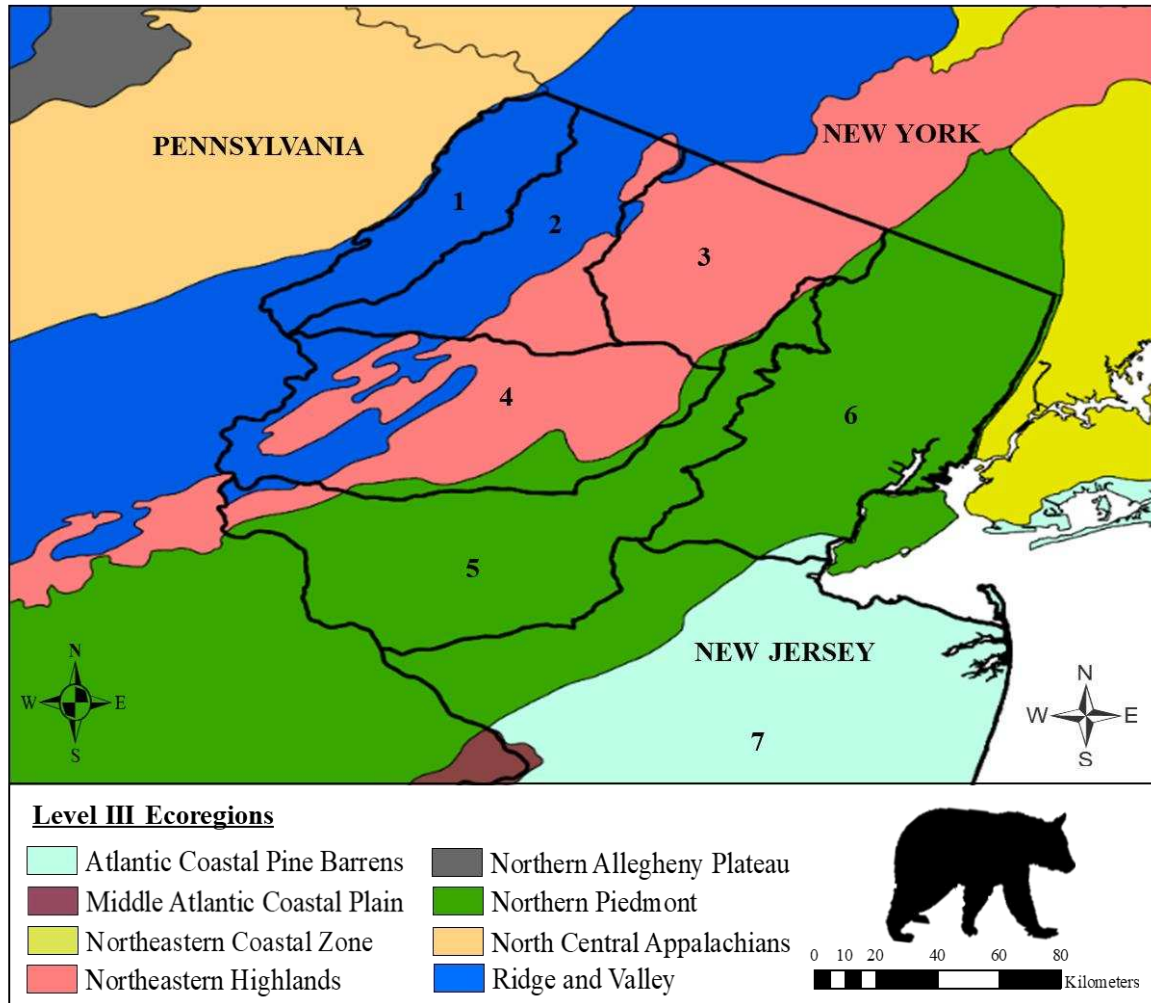 PENNSYLVANIA
NEW YORK
1
2
3
4
6
5
NEW JERSEY
7
N
W E
S
N
W E
S
Level III Ecoregions
Atlantic Coastal Pine Barrens
Middle Atlantic Coastal Plain
Northeastern Coastal Zone
Northeastern Highlands
Northern Allegheny Plateau
Northern Piedmont
North Central Appalachians
Ridge and Valley
0 10 20 40 60 80
Kilometers